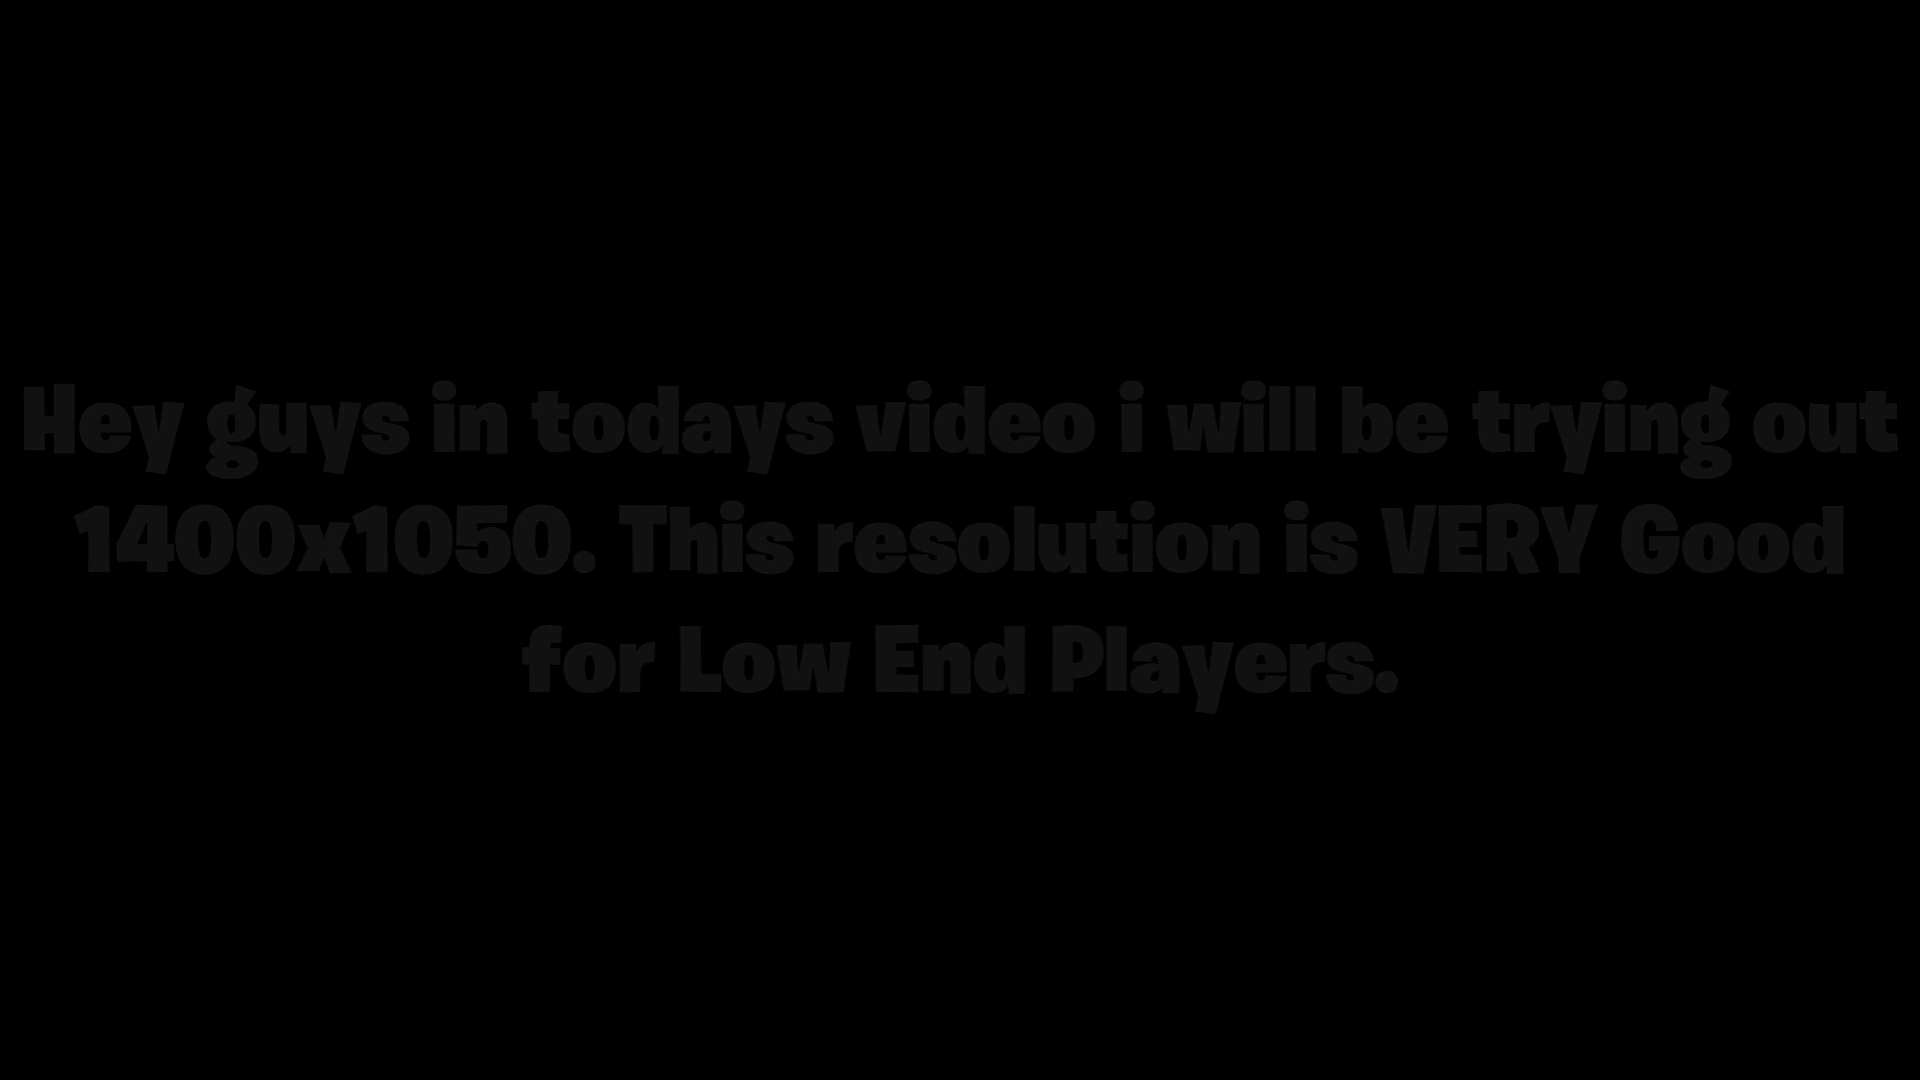 Hey guys in todays video i will be trying out
1400x1050. This resolution is VERY Good
for Low End Players.